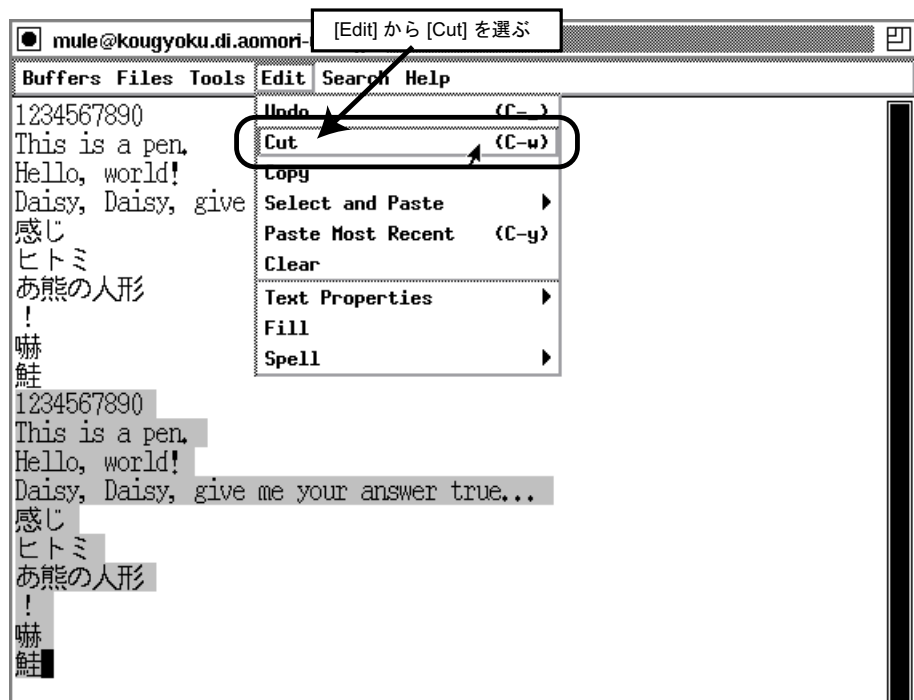 [Edit] から [Cut] を選ぶ
mule@kougyoku.di.aomori-
Buffers Files Tools Edit Search Help
1234567890
This is a pen.
Hello, world!
Daisy, Daisy, give
感じ
ヒトミ
あ熊の人形
！
嚇
鮭
Undo (C-_)
Cut (C-w)
Copy
Select and Paste
Paste Most Recent (C-y)
Clear
Text Properties
Fill
Spell
1234567890
This is a pen.
Hello, world!
Daisy, Daisy, give me your answer true...
感じ
ヒトミ
あ熊の人形
！
嚇
鮭